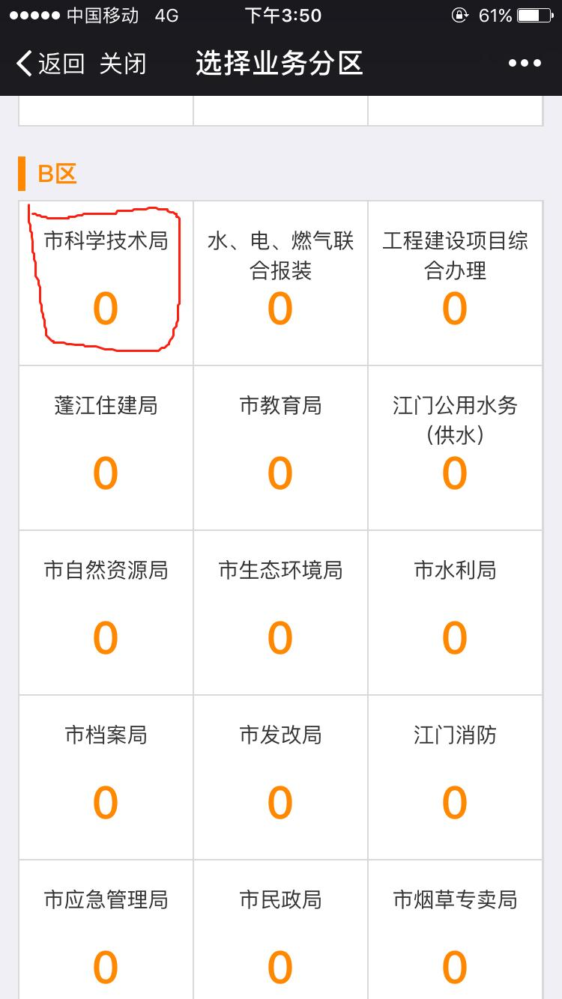 中国移动 4G 下午3:50 61%
返回 关闭 选择业务分区
B区
市科学技术局
0
水、电、燃气联
合报装
0
工程建设项目综
合办理
0
蓬江住建局
0
市教育局
0
江门公用水务
（供水）
0
市自然资源局
0
市生态环境局
0
市水利局
0
市档案局
0
市发改局
0
江门消防
0
市应急管理局
0
市民政局
0
市烟草专卖局
0